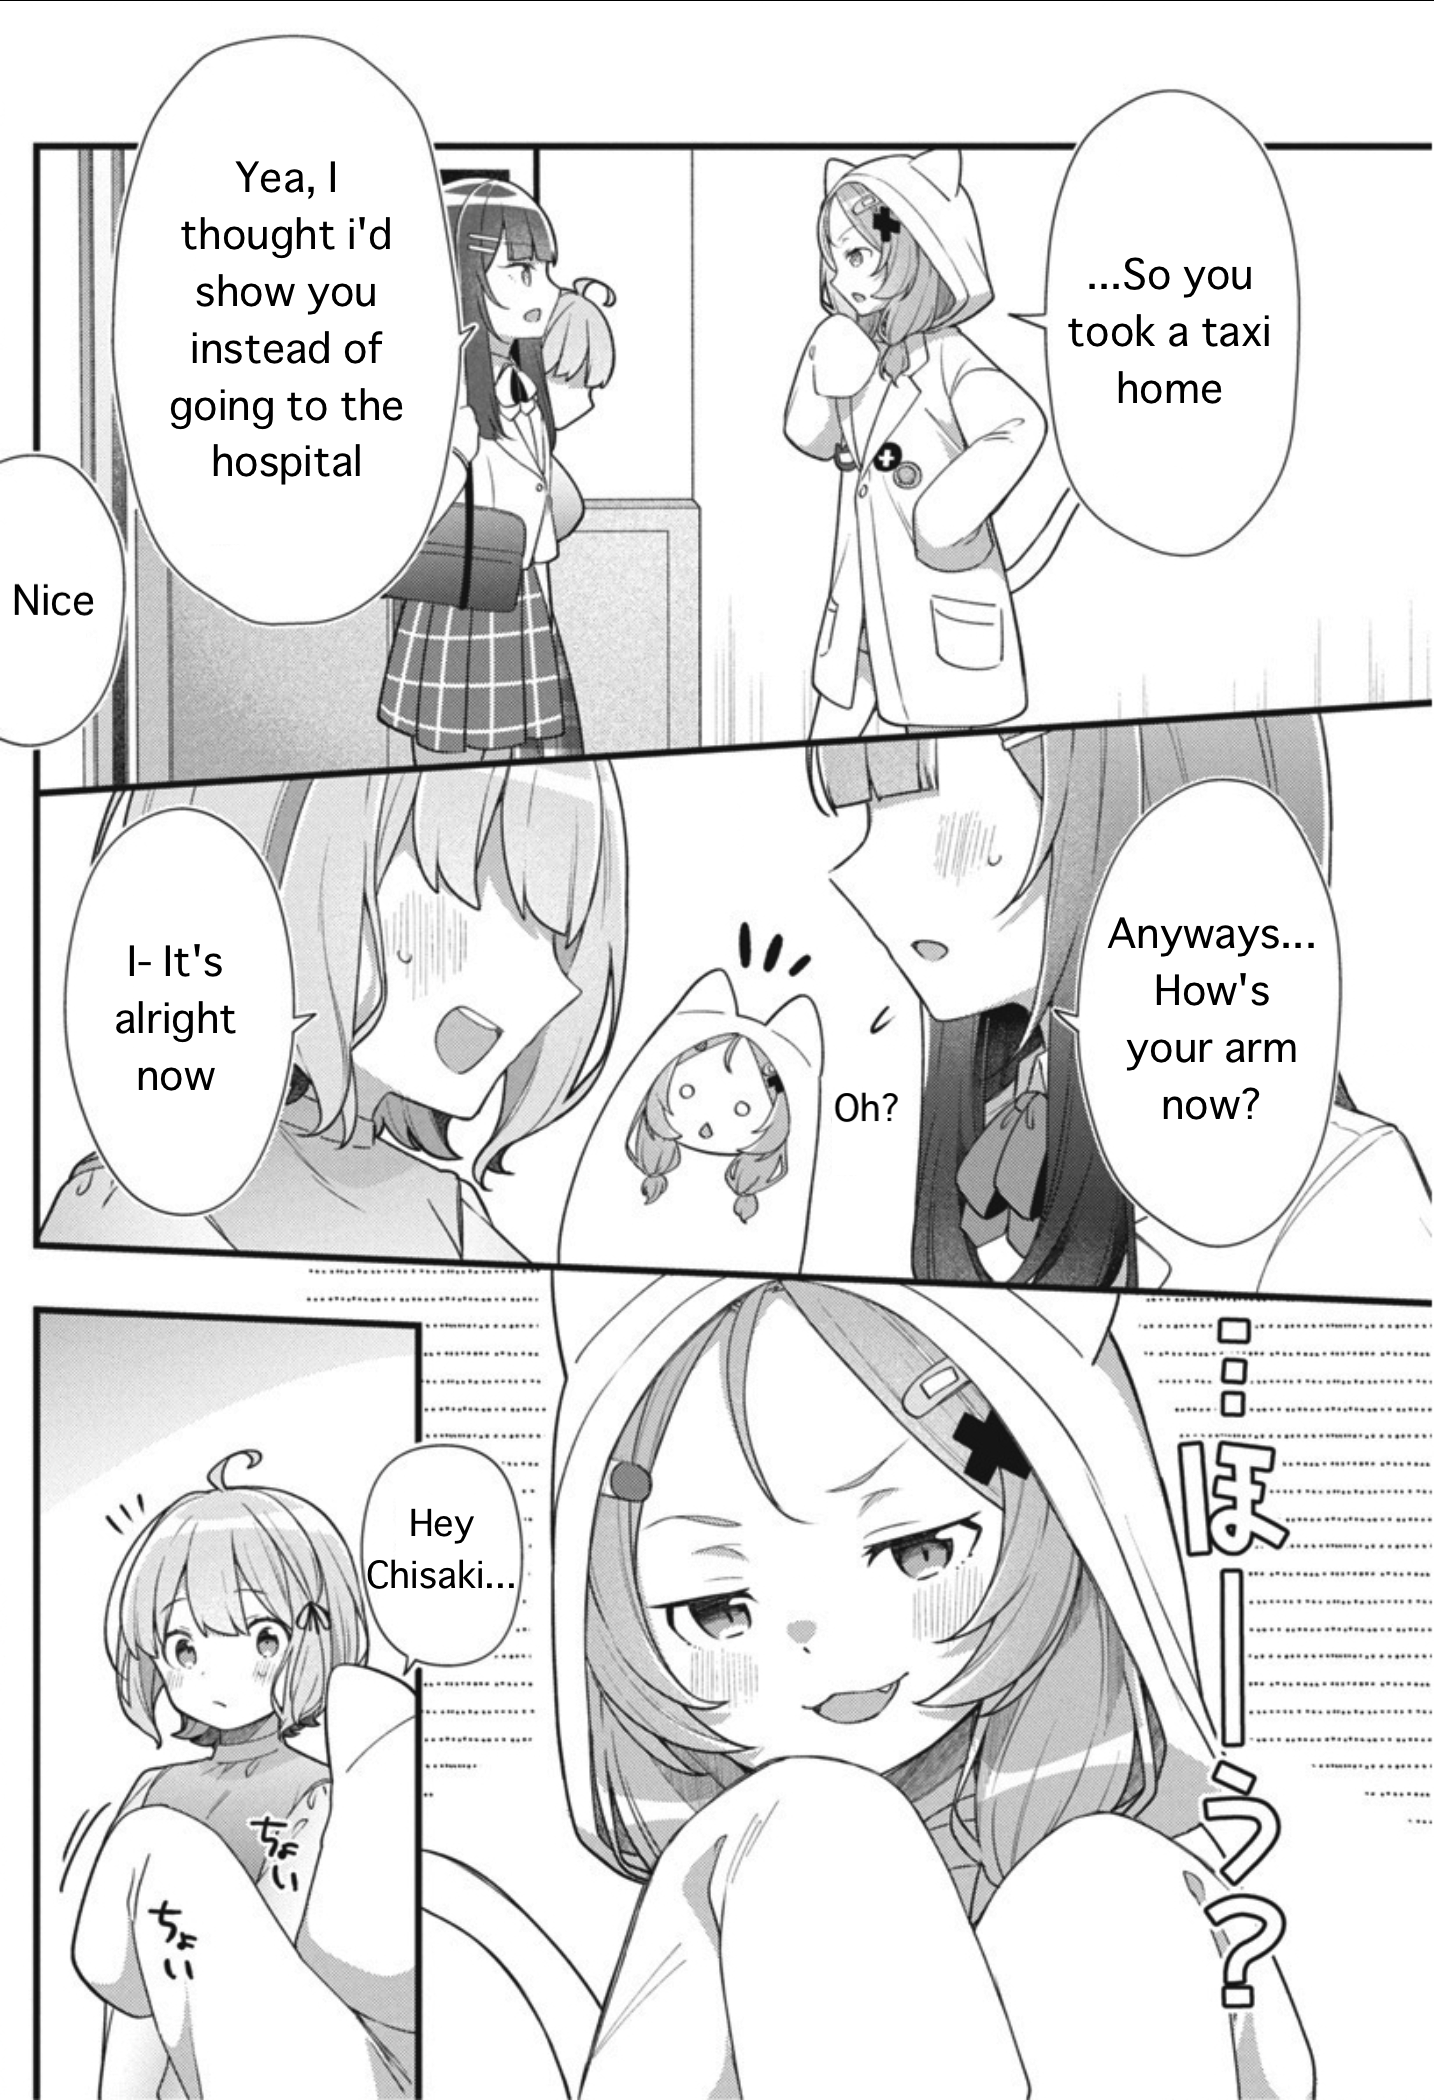 ...So you
took a taxi
home
Yea, I
thought i'd
show you
instead of
going to the
hospital
Nice
Anyways...
How's
your arm
now?
Oh?
I- It's
alright
now
…ほーう?
Hey
Chisaki...
ちょい
ちょい